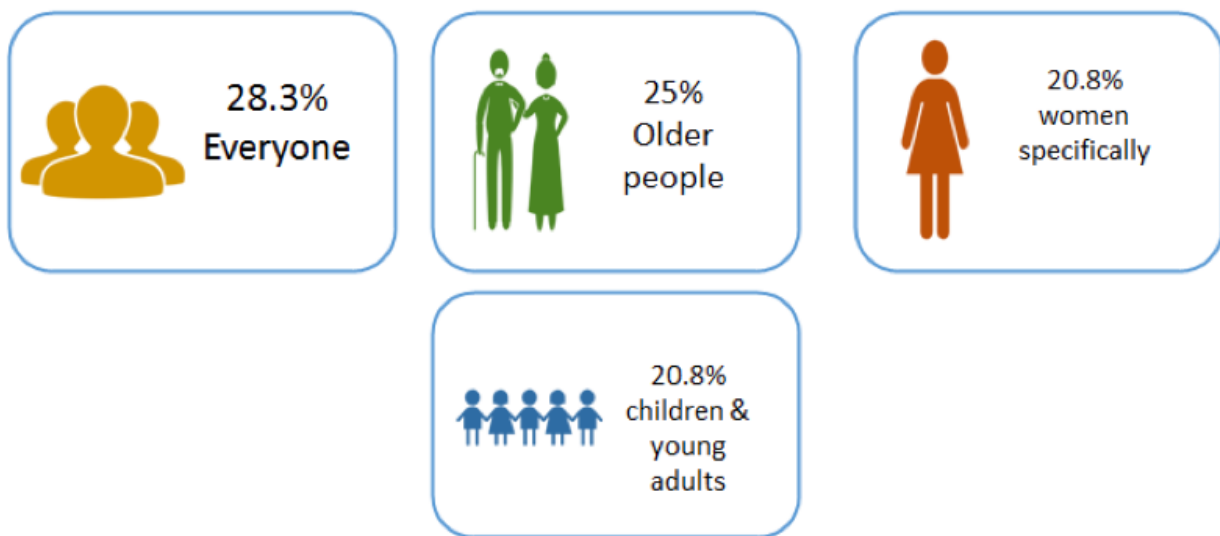 28.3%
Everyone
25%
Older
people
20.8%
women
specifically
20.8%
children &
young
adults